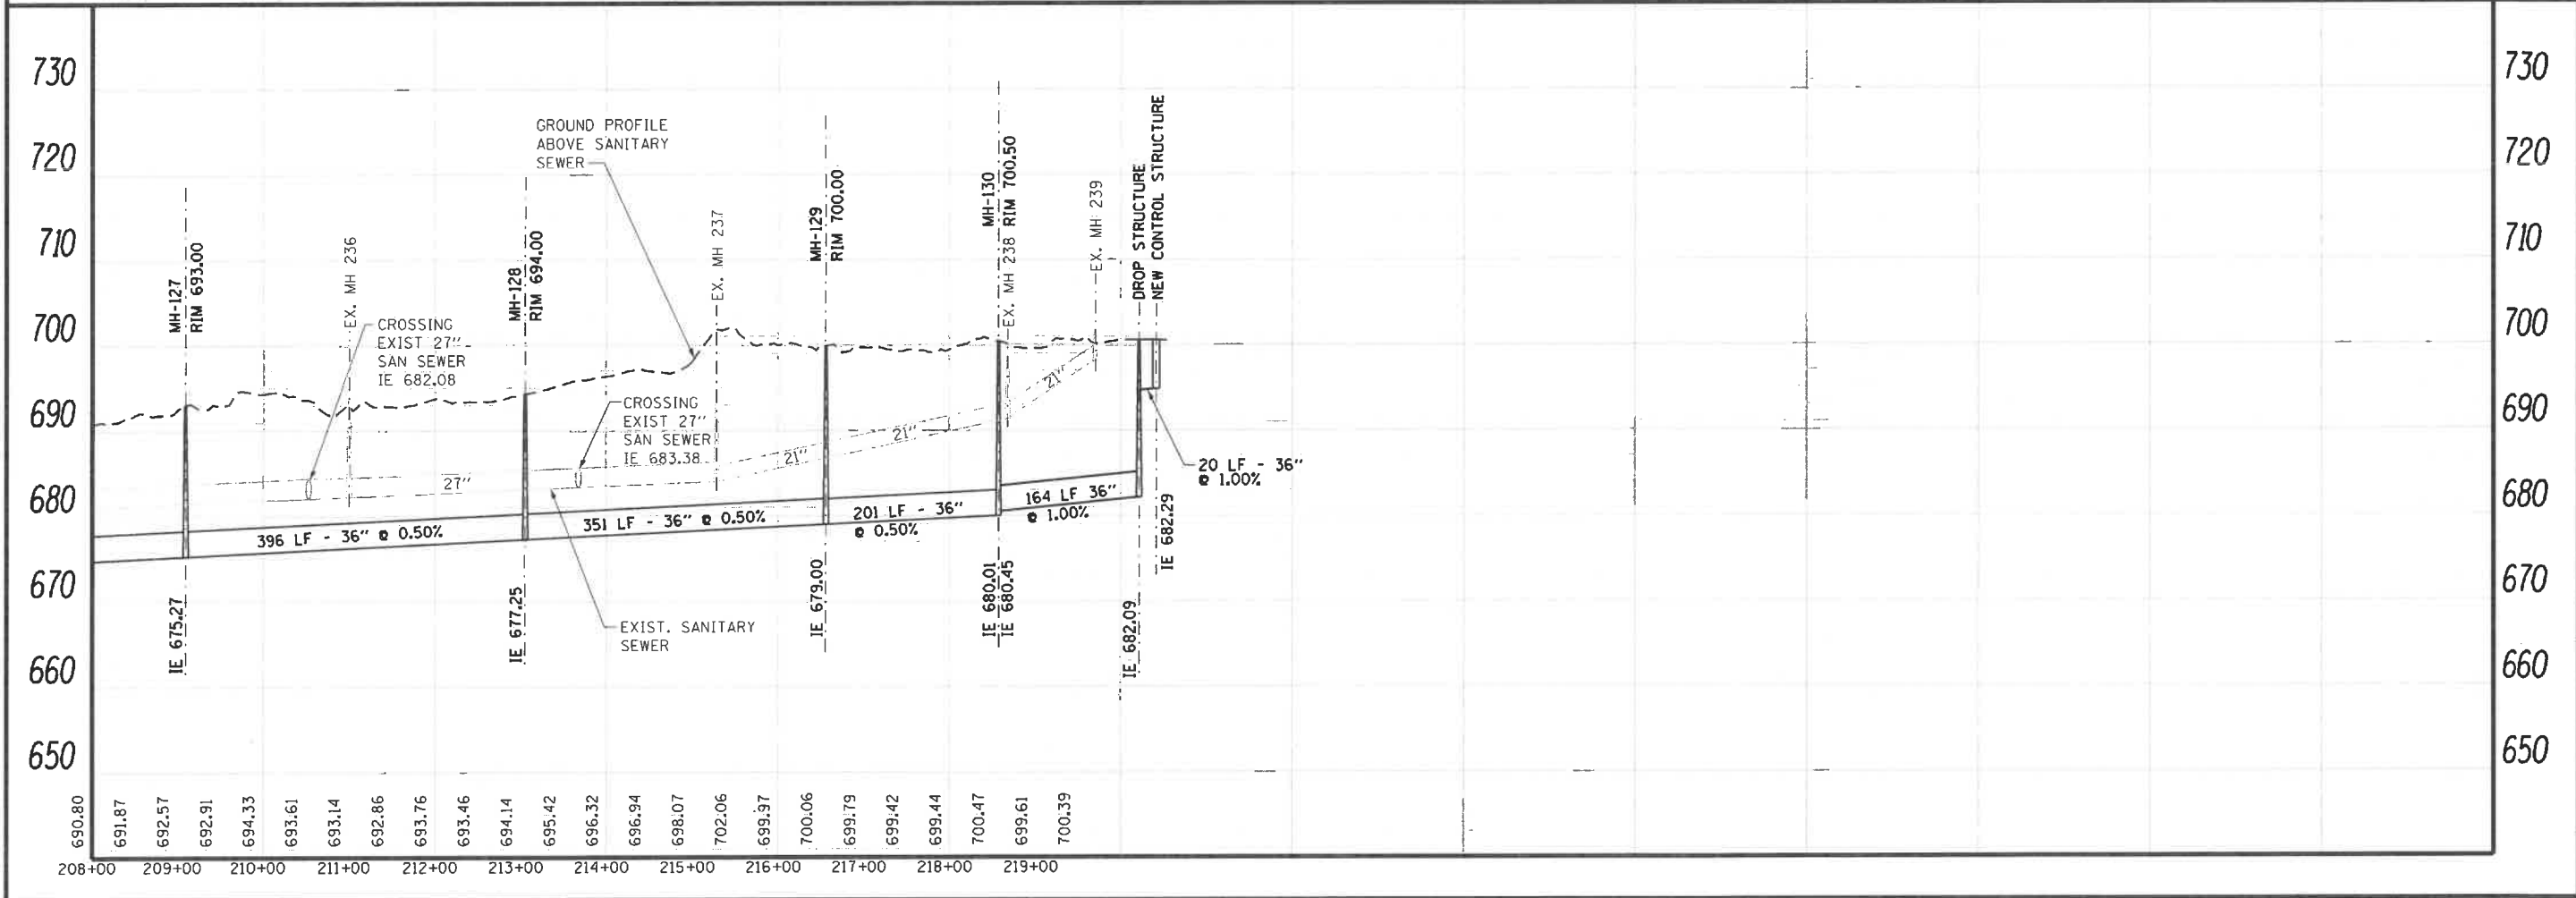 730
720
710
700
690
680
670
660
650
730
720
710
700
690
680
670
660
650
MH-127
RIM 693.00
EX. MH 236
CROSSING
EXIST 27"
SAN SEWER
IE 682.08
MH-128
RIM 694.00
GROUND PROFILE
ABOVE SANITARY
SEWER
EX. MH 237
MH-129
RIM 700.00
MH-130
EX. MH 238 RIM 700.50
EX. MH 239
DROP STRUCTURE
NEW CONTROL STRUCTURE
CROSSING
EXIST 27"
SAN SEWER
IE 683.38
27"
21"
21"
21"
396 LF - 36" @ 0.50%
351 LF - 36" @ 0.50%
201 LF - 36"
@ 0.50%
164 LF 36"
@ 1.00%
20 LF - 36"
@ 1.00%
IE 675.27
IE 677.25
EXIST. SANITARY
SEWER
IE 679.00
IE 680.01
IE 680.45
IE 682.09
IE 682.29
690.80
691.87
692.57
692.91
694.33
693.61
693.14
692.86
693.76
693.46
694.14
695.42
696.32
696.94
698.07
702.06
699.97
700.06
699.79
699.42
699.44
700.47
699.61
700.39
208+00 209+00 210+00 211+00 212+00 213+00 214+00 215+00 216+00 217+00 218+00 219+00